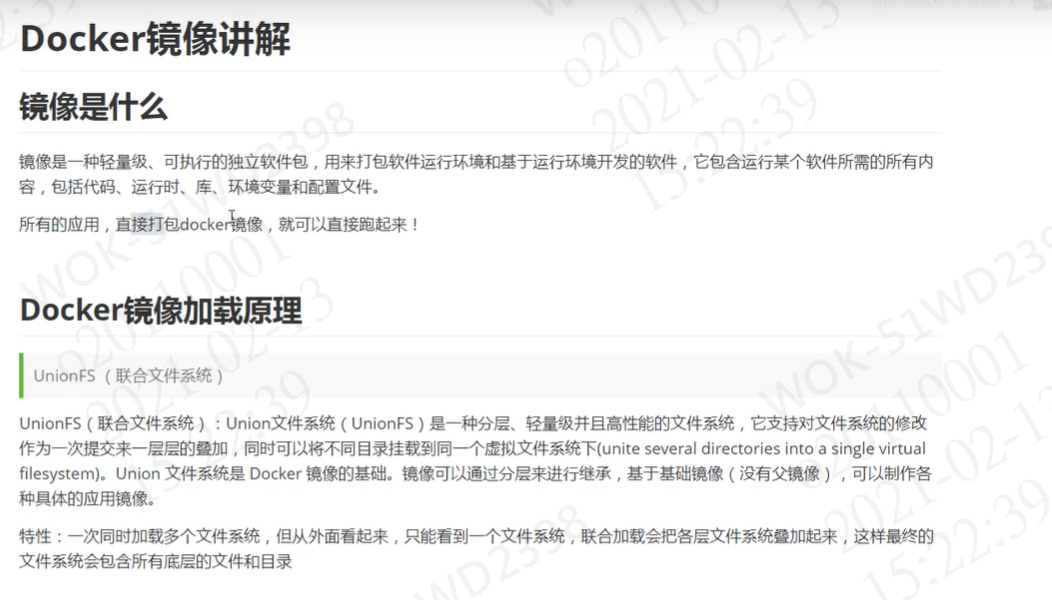 Docker镜像讲解
镜像是什么
镜像是一种轻量级、可执行的独立软件包，用来打包软件运行环境和基于运行环境开发的软件，它包含运行某个软件所需的所有内
容，包括代码、运行时、库、环境变量和配置文件。
所有的应用，直接打包docker镜像，就可以直接跑起来！
Docker镜像加载原理
UnionFS （联合文件系统）
UnionFS（联合文件系统）：Union文件系统（UnionFS）是一种分层、轻量级并且高性能的文件系统，它支持对文件系统的修改
作为一次提交来一层层的叠加，同时可以将不同目录挂载到同一个虚拟文件系统下(unite several directories into a single virtual
filesystem)。Union 文件系统是 Docker 镜像的基础。镜像可以通过分层来进行继承，基于基础镜像（没有父镜像），可以制作各
种具体的应用镜像。
特性：一次同时加载多个文件系统，但从外面看起来，只能看到一个文件系统，联合加载会把各层文件系统叠加起来，这样最终的
文件系统会包含所有底层的文件和目录
WOK-51WD2398
o20110001
2021-02-13
15:22:39